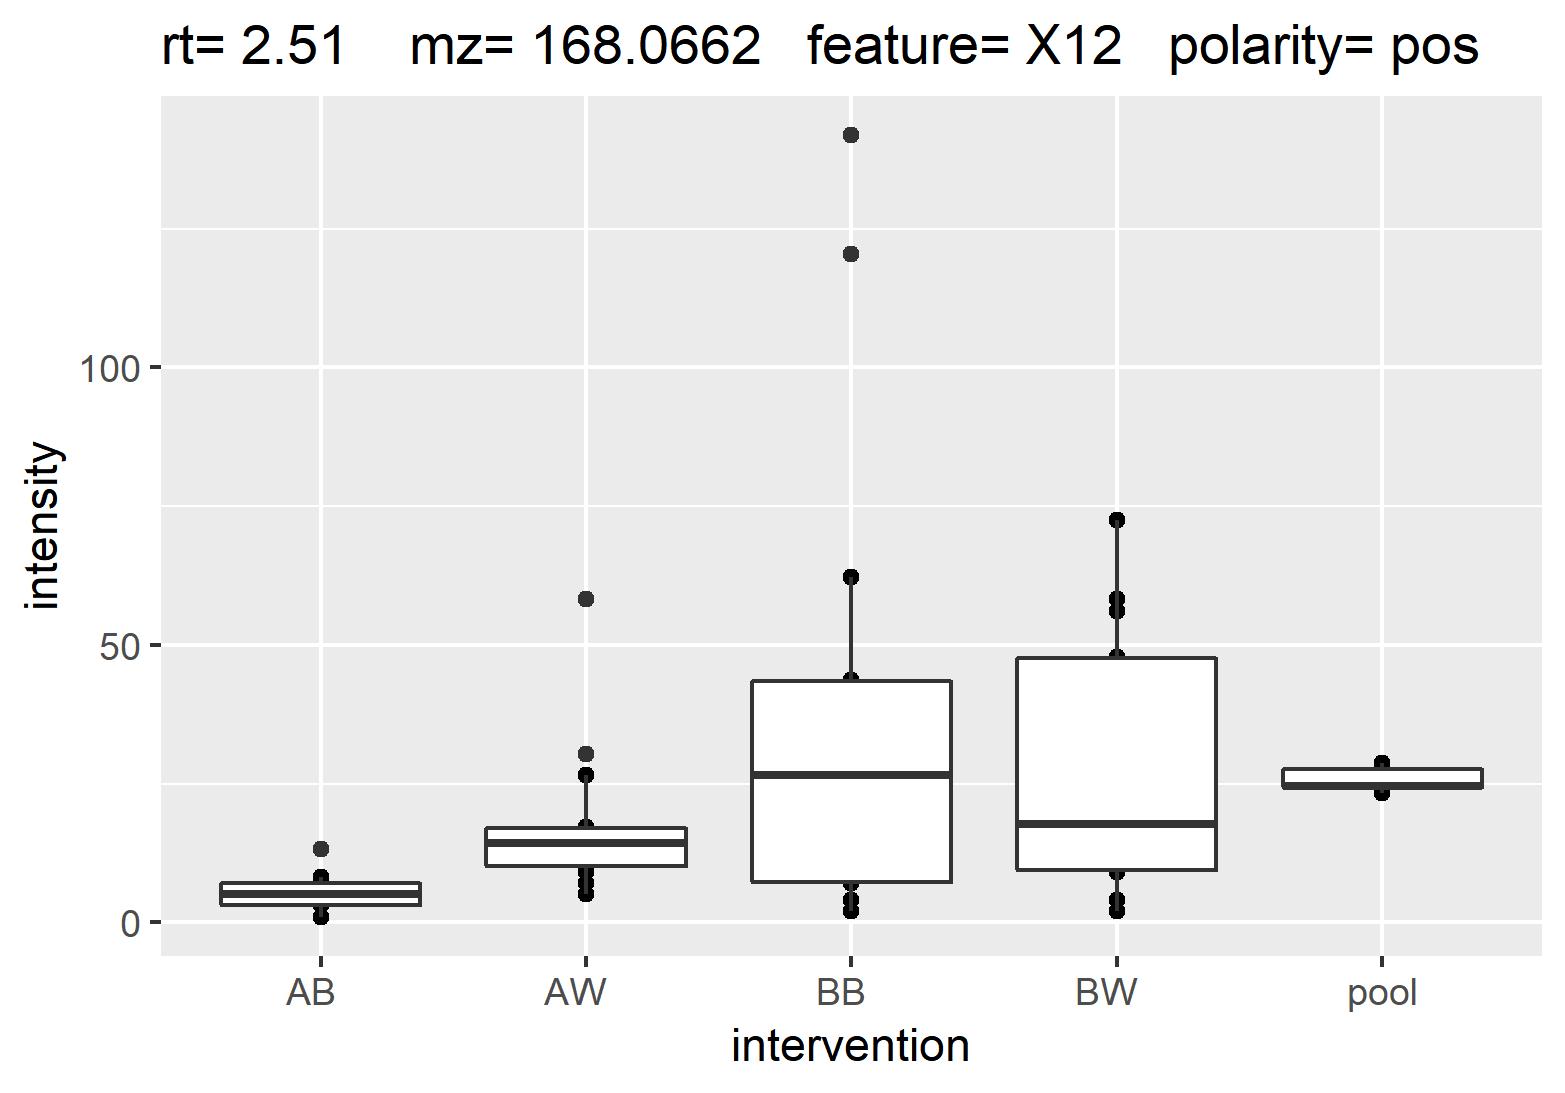 rt= 2.51 mz= 168.0662 feature= X12 polarity= pos
intensity
100
50
0
AB AW BB BW pool
intervention